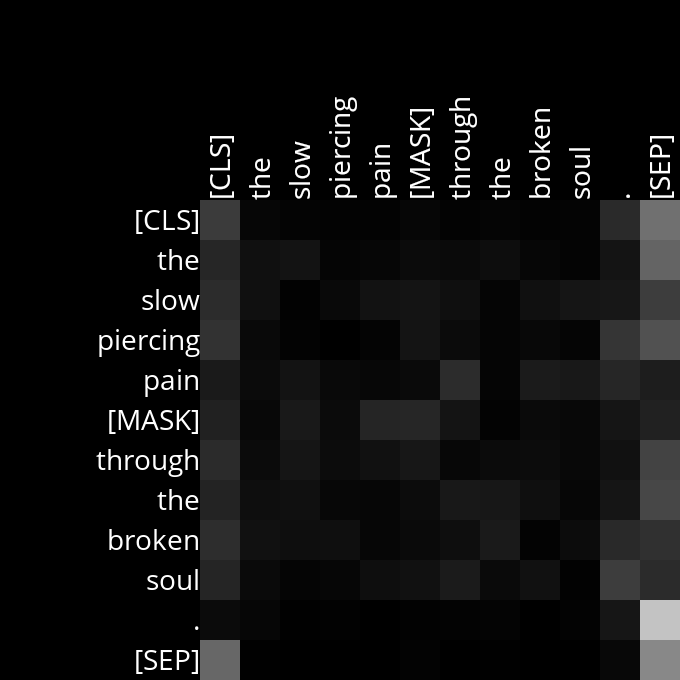 [CLS] the slow piercing pain [MASK] through the broken soul . [SEP]
[CLS]
the
slow
piercing
pain
[MASK]
through
the
broken
soul
.
[SEP]